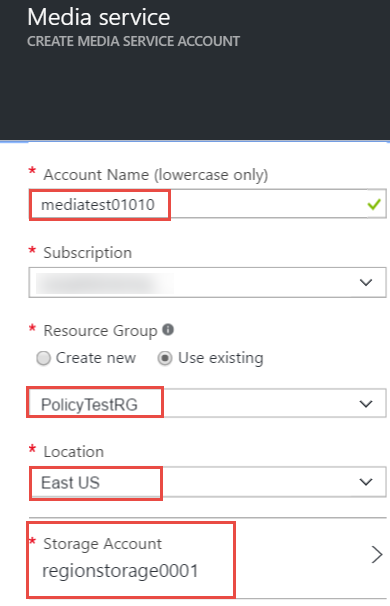 Media service
CREATE MEDIA SERVICE ACCOUNT
* Account Name (lowercase only)
mediatest01010
* Subscription
* Resource Group
Create new Use existing
PolicyTestRG
* Location
East US
* Storage Account
regionstorage0001